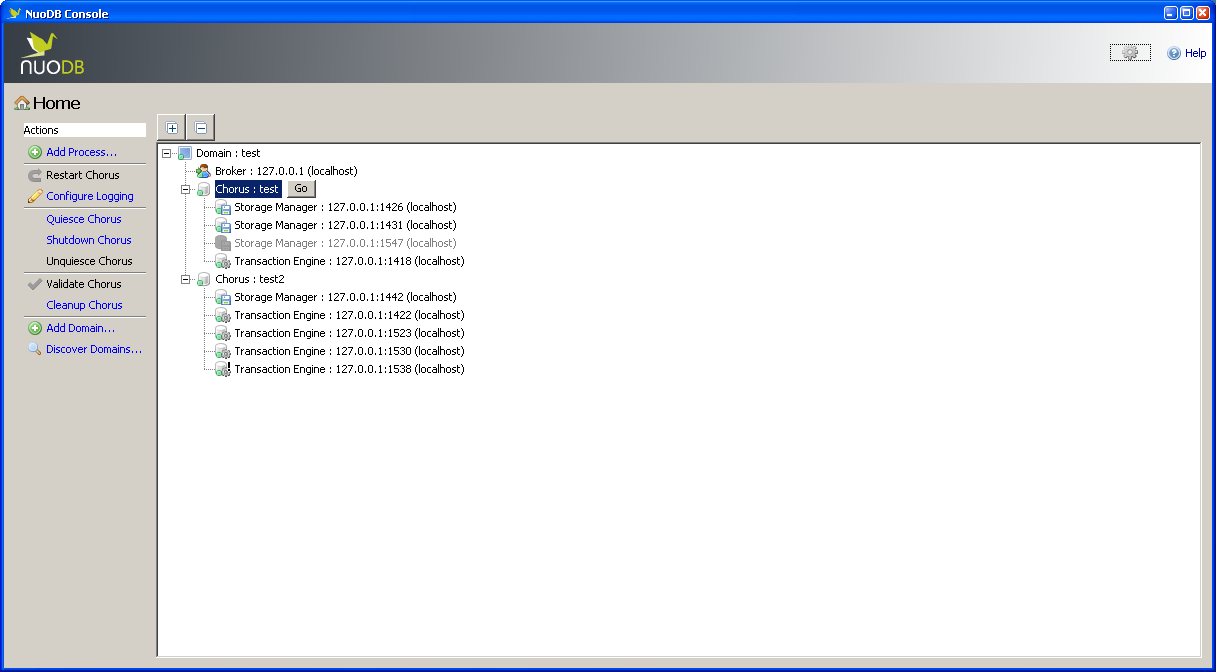 NuoDB Console
NUODB
Help
Home
Actions
Add Process...
Restart Chorus
Configure Logging
Quiesce Chorus
Shutdown Chorus
Unquiesce Chorus
Validate Chorus
Cleanup Chorus
Add Domain...
Discover Domains...
Domain : test
Broker : 127.0.0.1 (localhost)
Chorus : test Go
Storage Manager : 127.0.0.1:1426 (localhost)
Storage Manager : 127.0.0.1:1431 (localhost)
Storage Manager : 127.0.0.1:1547 (localhost)
Transaction Engine : 127.0.0.1:1418 (localhost)
Chorus : test2
Storage Manager : 127.0.0.1:1442 (localhost)
Transaction Engine : 127.0.0.1:1422 (localhost)
Transaction Engine : 127.0.0.1:1523 (localhost)
Transaction Engine : 127.0.0.1:1530 (localhost)
Transaction Engine : 127.0.0.1:1538 (localhost)